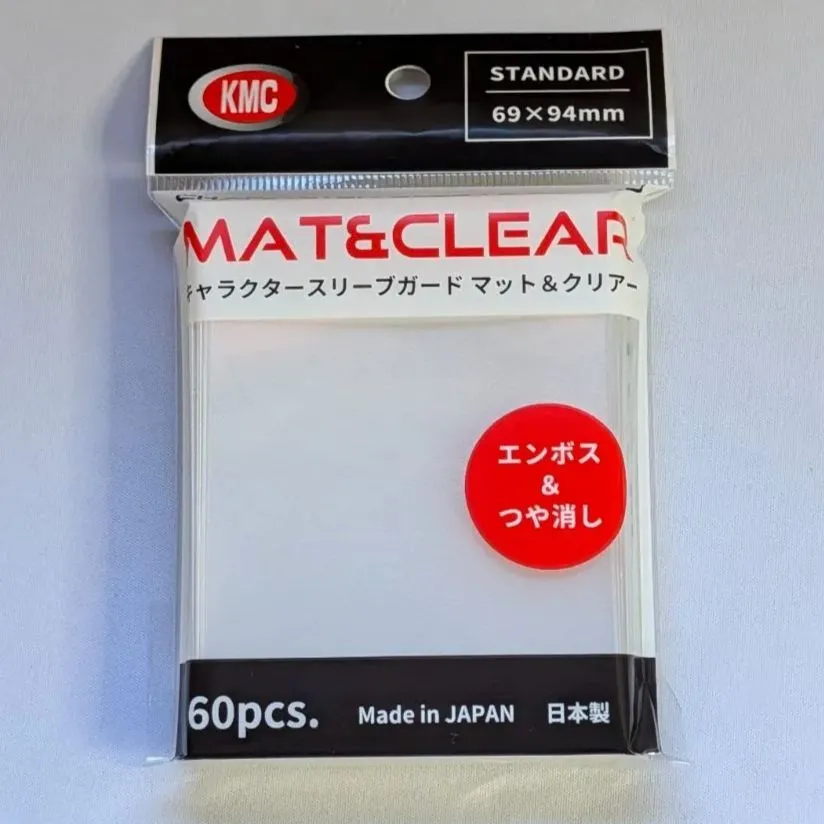 KMC
STANDARD
69×94mm
MAT&CLEAR
キャラクタースリーブガード マット&クリアー
エンボス
&
つや消し
60pcs.
Made in JAPAN
日本製